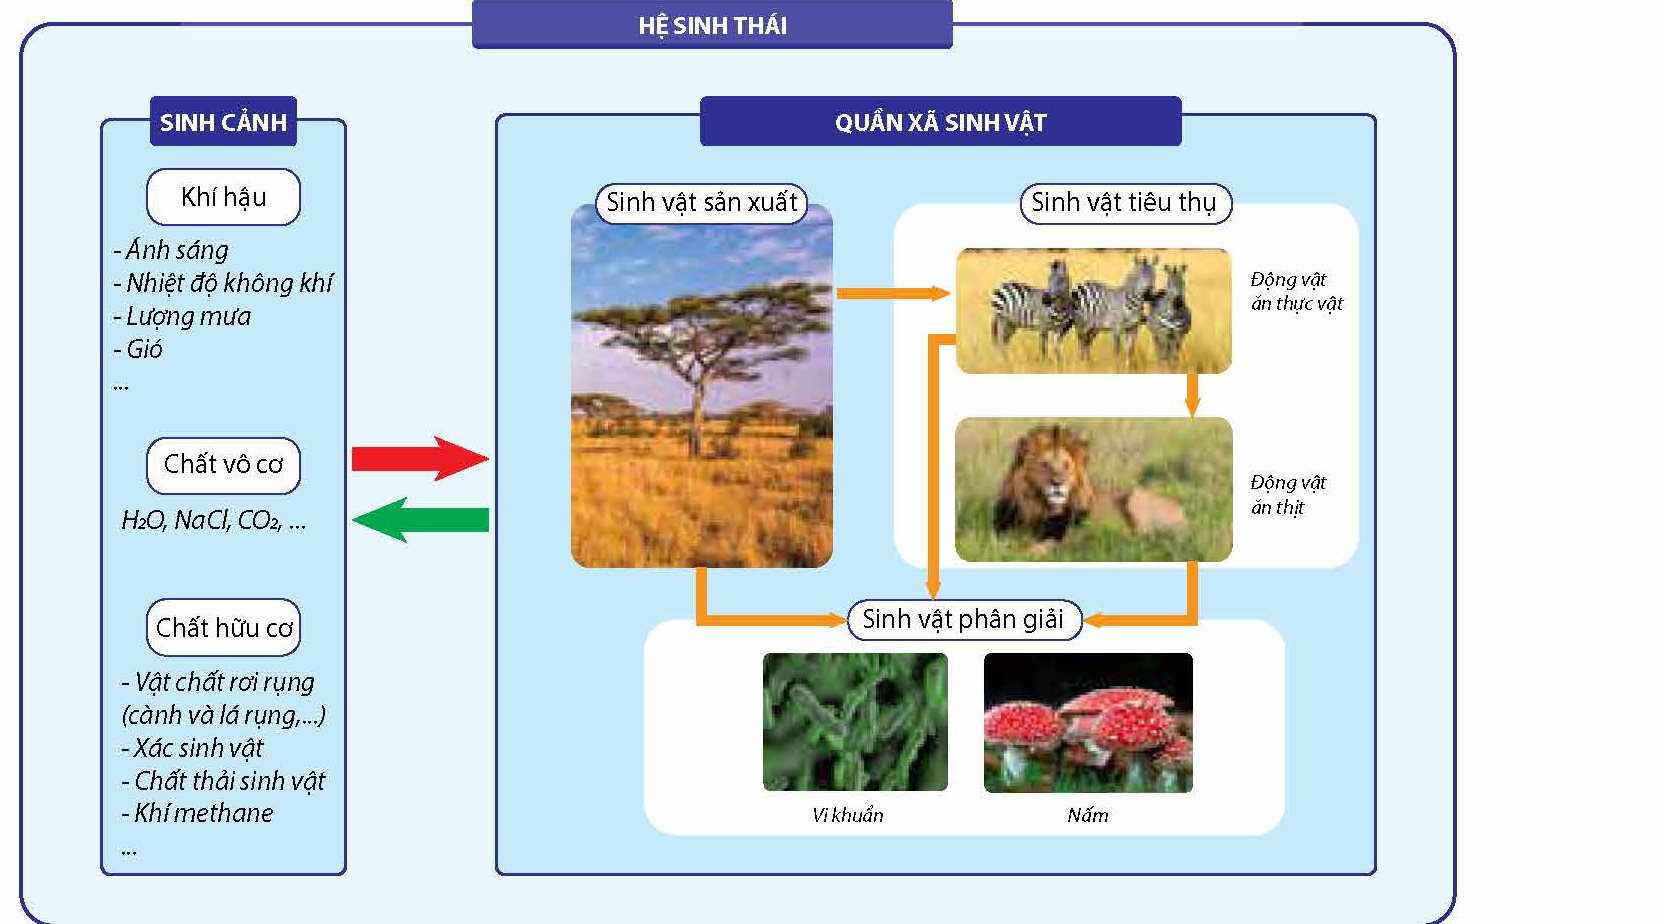 HỆ SINH THÁI
SINH CẢNH
Khí hậu
- Ánh sáng
- Nhiệt độ không khí
- Lượng mưa
- Gió
...
Chất vô cơ
H₂O, NaCl, CO₂, ...
Chất hữu cơ
- Vật chất rơi rụng
(cành và lá rụng,...)
- Xác sinh vật
- Chất thải sinh vật
- Khí methane
...
QUẦN XÃ SINH VẬT
Sinh vật sản xuất
Sinh vật tiêu thụ
Động vật
ăn thực vật
Động vật
ăn thịt
Sinh vật phân giải
Vi khuẩn
Nấm